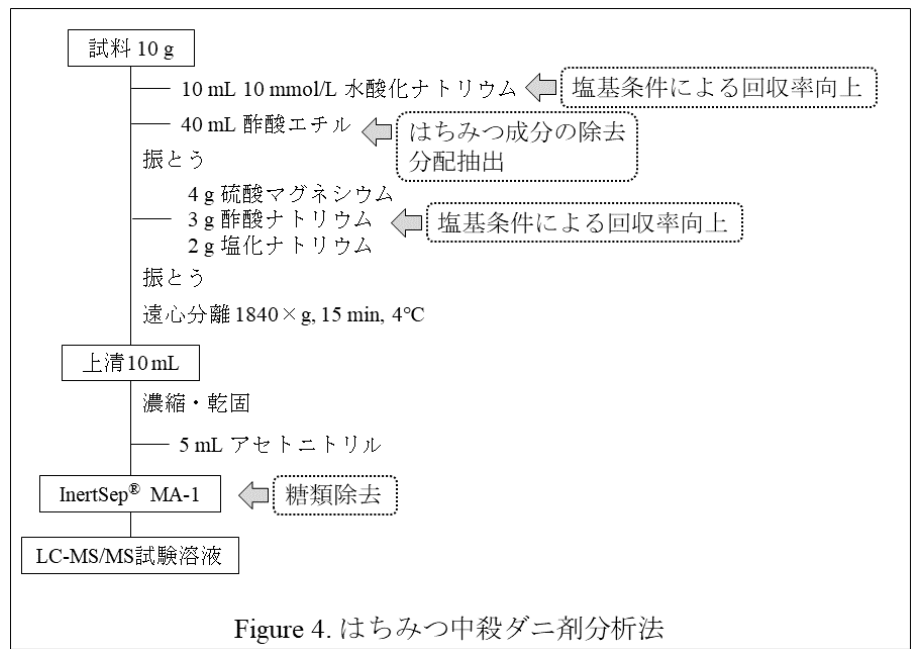 試料 10 g
10 mL 10 mmol/L 水酸化ナトリウム
塩基条件による回収率向上
40 mL 酢酸エチル
はちみつ成分の除去
分配抽出
振とう
4 g 硫酸マグネシウム
3 g 酢酸ナトリウム
塩基条件による回収率向上
2 g 塩化ナトリウム
振とう
遠心分離 1840×g, 15 min, 4℃
上清10 mL
濃縮・乾固
5 mL アセトニトリル
InertSep® MA-1
糖類除去
LC-MS/MS試験溶液
Figure 4. はちみつ中殺ダニ剤分析法